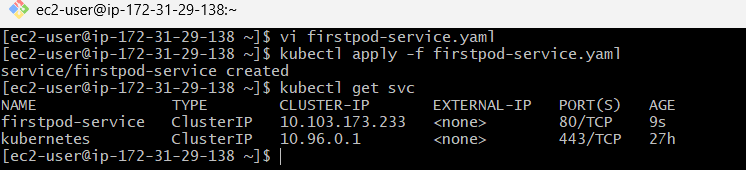 ec2-user@ip-172-31-29-138:~
[ec2-user@ip-172-31-29-138 ~]$ vi firstpod-service.yaml
[ec2-user@ip-172-31-29-138 ~]$ kubectl apply -f firstpod-service.yaml
service/firstpod-service created
[ec2-user@ip-172-31-29-138 ~]$ kubectl get svc
NAME TYPE CLUSTER-IP EXTERNAL-IP PORT(S) AGE
firstpod-service ClusterIP 10.103.173.233 <none> 80/TCP 9s
kubernetes ClusterIP 10.96.0.1 <none> 443/TCP 27h
[ec2-user@ip-172-31-29-138 ~]$